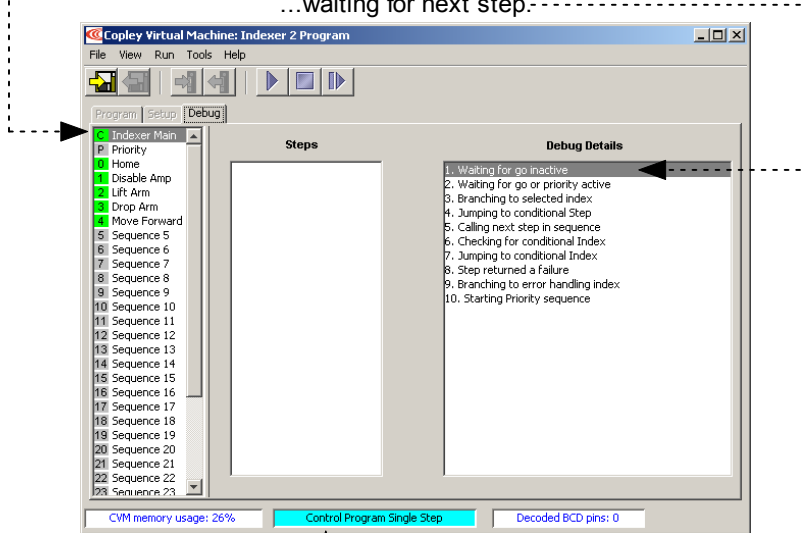 ...waiting for next step.
Copley Virtual Machine: Indexer 2 Program
File View Run Tools Help
Program Setup Debug
C Indexer Main
P Priority
0 Home
1 Disable Amp
2 Lift Arm
3 Drop Arm
4 Move Forward
5 Sequence 5
6 Sequence 6
7 Sequence 7
8 Sequence 8
9 Sequence 9
10 Sequence 10
11 Sequence 11
12 Sequence 12
13 Sequence 13
14 Sequence 14
15 Sequence 15
16 Sequence 16
17 Sequence 17
18 Sequence 18
19 Sequence 19
20 Sequence 20
21 Sequence 21
22 Sequence 22
23 Sequence 23
Steps
Debug Details
1. Waiting for go inactive
2. Waiting for go or priority active
3. Branching to selected index
4. Jumping to conditional Step
5. Calling next step in sequence
6. Checking for conditional Index
7. Jumping to conditional Index
8. Step returned a failure
9. Branching to error handling index
10. Starting Priority sequence
CVM memory usage: 26%
Control Program Single Step
Decoded BCD pins: 0